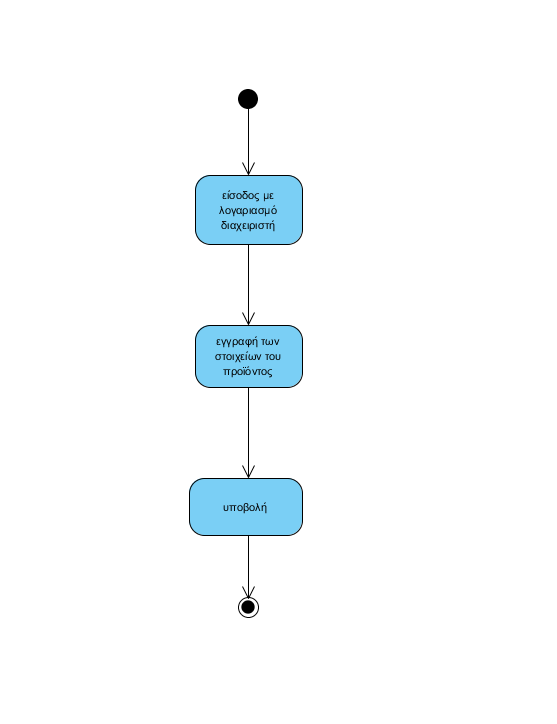 είσοδος με
λογαριασμό
διαχειριστή
εγγραφή των
στοιχείων του
προϊόντος
υποβολή